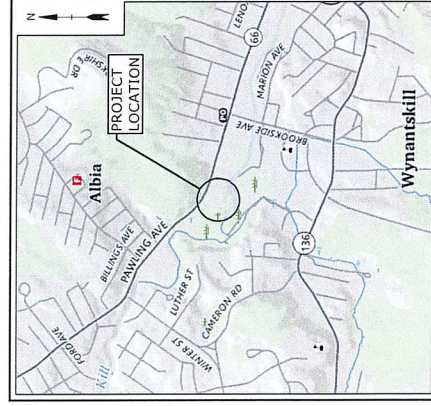 N
LENO
66
MARION AVE
BROOKSIDE AVE
PROJECT
LOCATION
Albia
BILLINGS AVE
PAWLING AVE
FORD AVE
LUTHER ST
CAMERON RD
WINTER ST
Kill
136
Wynantskill